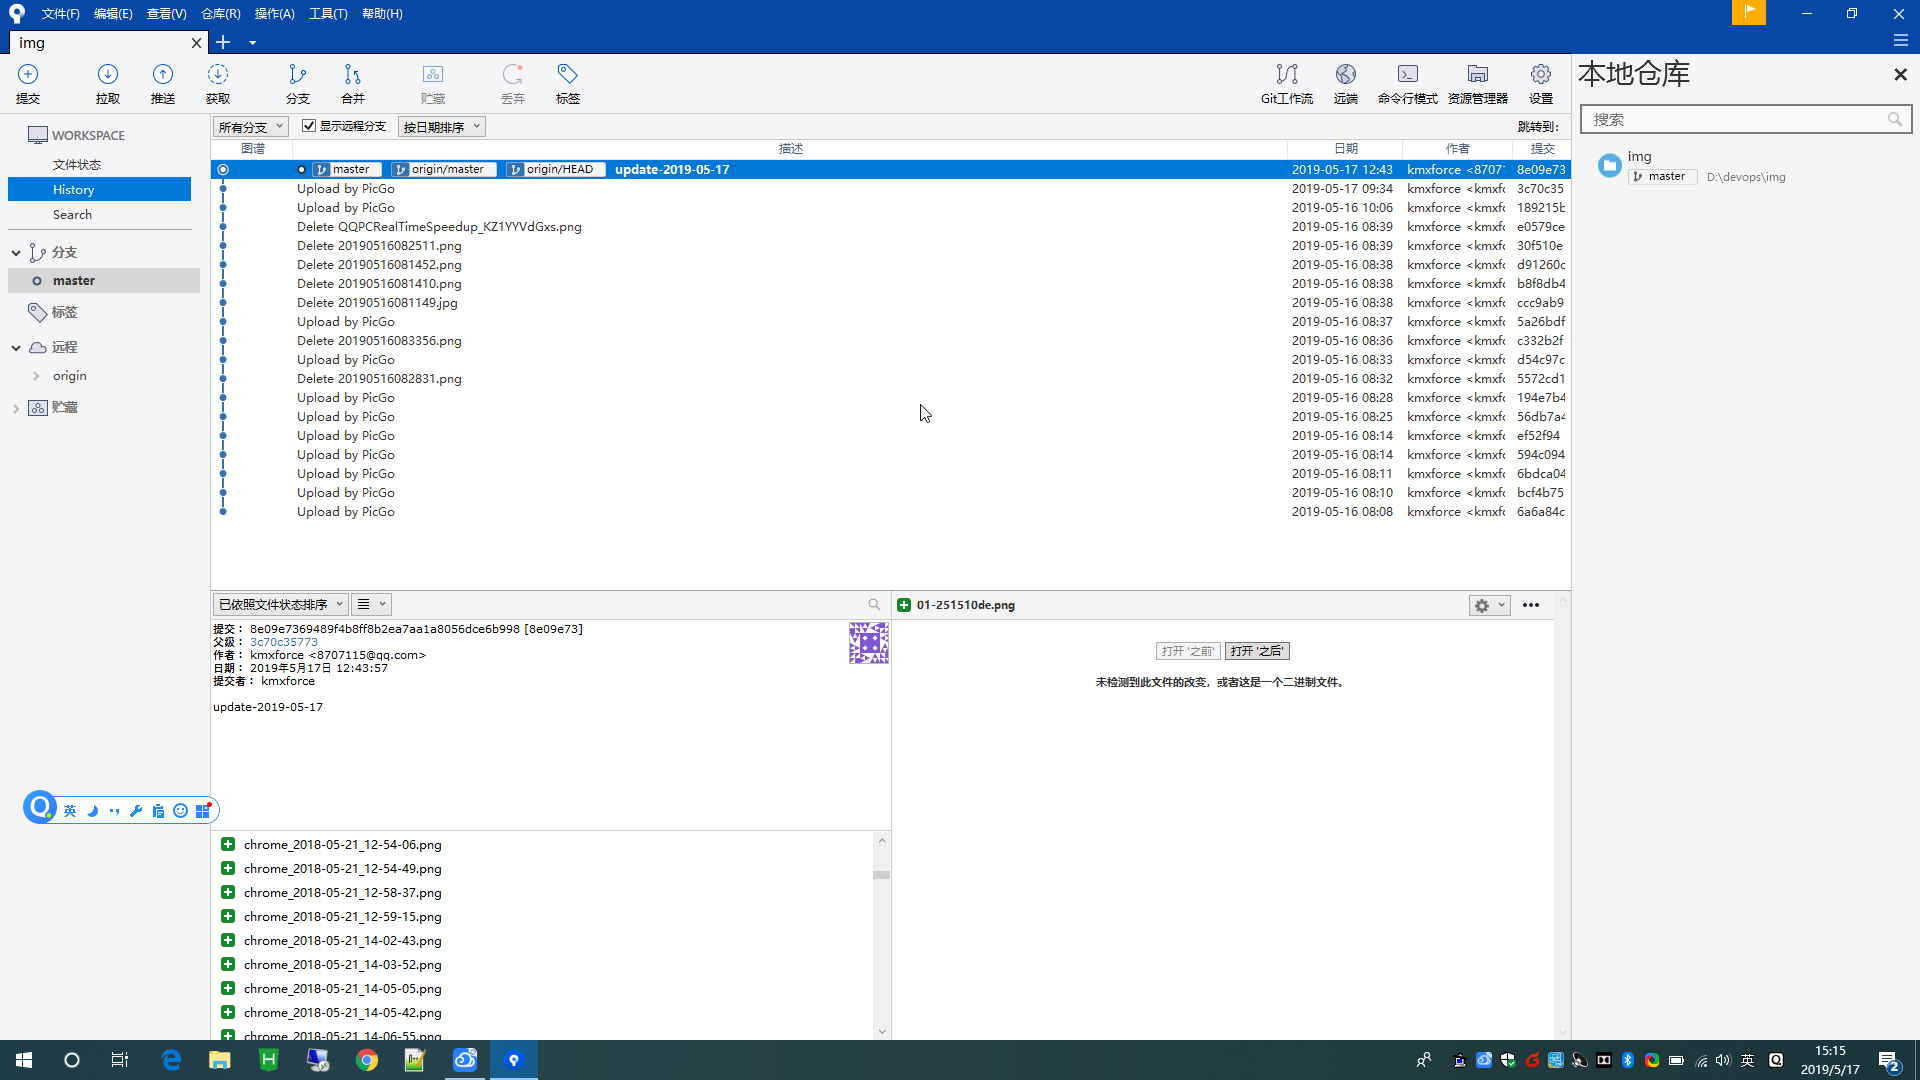 文件(F) 编辑(E) 查看(V) 仓库(R) 操作(A) 工具(T) 帮助(H)
img
提交 拉取 推送 获取 分支 合并 贮藏 丢弃 标签 Git工作流 远端 命令行模式 资源管理器 设置
本地仓库
搜索
img
master D:\devops\img
WORKSPACE
文件状态
History
Search
分支
master
标签
远程
origin
贮藏
所有分支 显示远程分支 按日期排序 跳转到:
图谱 描述 日期 作者 提交
master origin/master origin/HEAD update-2019-05-17 2019-05-17 12:43 kmxforce <8707 8e09e73
Upload by PicGo 2019-05-17 09:34 kmxforce <kmxfc 3c70c35
Upload by PicGo 2019-05-16 10:06 kmxforce <kmxfc 189215b
Delete QQPCRealTimeSpeedup_KZ1YYVdGxs.png 2019-05-16 08:39 kmxforce <kmxfc e0579ce
Delete 20190516082511.png 2019-05-16 08:39 kmxforce <kmxfc 30f510e
Delete 20190516081452.png 2019-05-16 08:38 kmxforce <kmxfc d91260c
Delete 20190516081410.png 2019-05-16 08:38 kmxforce <kmxfc b8f8db4
Delete 20190516081149.jpg 2019-05-16 08:38 kmxforce <kmxfc ccc9ab9
Upload by PicGo 2019-05-16 08:37 kmxforce <kmxfc 5a26bdf
Delete 20190516083356.png 2019-05-16 08:36 kmxforce <kmxfc c332b2f
Upload by PicGo 2019-05-16 08:33 kmxforce <kmxfc d54c97c
Delete 20190516082831.png 2019-05-16 08:32 kmxforce <kmxfc 5572cd1
Upload by PicGo 2019-05-16 08:28 kmxforce <kmxfc 194e7b4
Upload by PicGo 2019-05-16 08:25 kmxforce <kmxfc 56db7a4
Upload by PicGo 2019-05-16 08:14 kmxforce <kmxfc ef52f94
Upload by PicGo 2019-05-16 08:14 kmxforce <kmxfc 594c094
Upload by PicGo 2019-05-16 08:11 kmxforce <kmxfc 6bdca04
Upload by PicGo 2019-05-16 08:10 kmxforce <kmxfc bcf4b75
Upload by PicGo 2019-05-16 08:08 kmxforce <kmxfc 6a6a84c
已依照文件状态排序
提交： 8e09e7369489f4b8ff8b2ea7aa1a8056dce6b998 [8e09e73]
父级： 3c70c35773
作者： kmxforce <8707115@qq.com>
日期： 2019年5月17日 12:43:57
提交者： kmxforce
update-2019-05-17
01-251510de.png
打开 '之前' 打开 '之后'
未检测到此文件的改变，或者这是一个二进制文件。
英
chrome_2018-05-21_12-54-06.png
chrome_2018-05-21_12-54-49.png
chrome_2018-05-21_12-58-37.png
chrome_2018-05-21_12-59-15.png
chrome_2018-05-21_14-02-43.png
chrome_2018-05-21_14-03-52.png
chrome_2018-05-21_14-05-05.png
chrome_2018-05-21_14-05-42.png
chrome_2018-05-21_14-06-55.png
英 15:15
2019/5/17
2